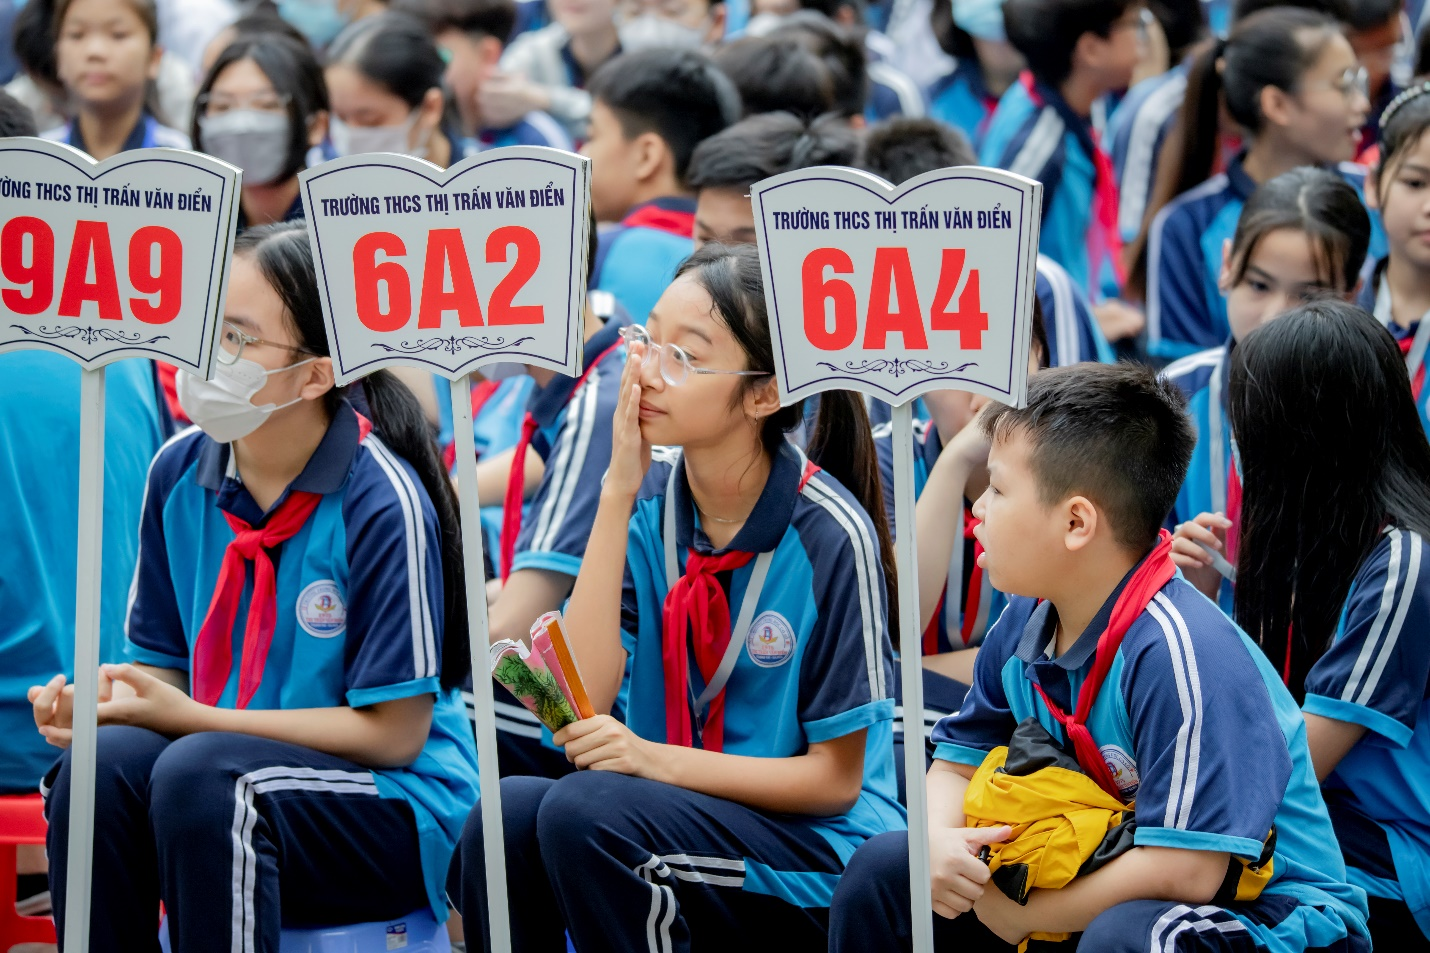 THCS THỊ TRẤN VĂN ĐIỂN
9A9
TRƯỜNG THCS THỊ TRẤN VĂN ĐIỂN
6A2
TRƯỜNG THCS THỊ TRẤN VĂN ĐIỂN
6A4